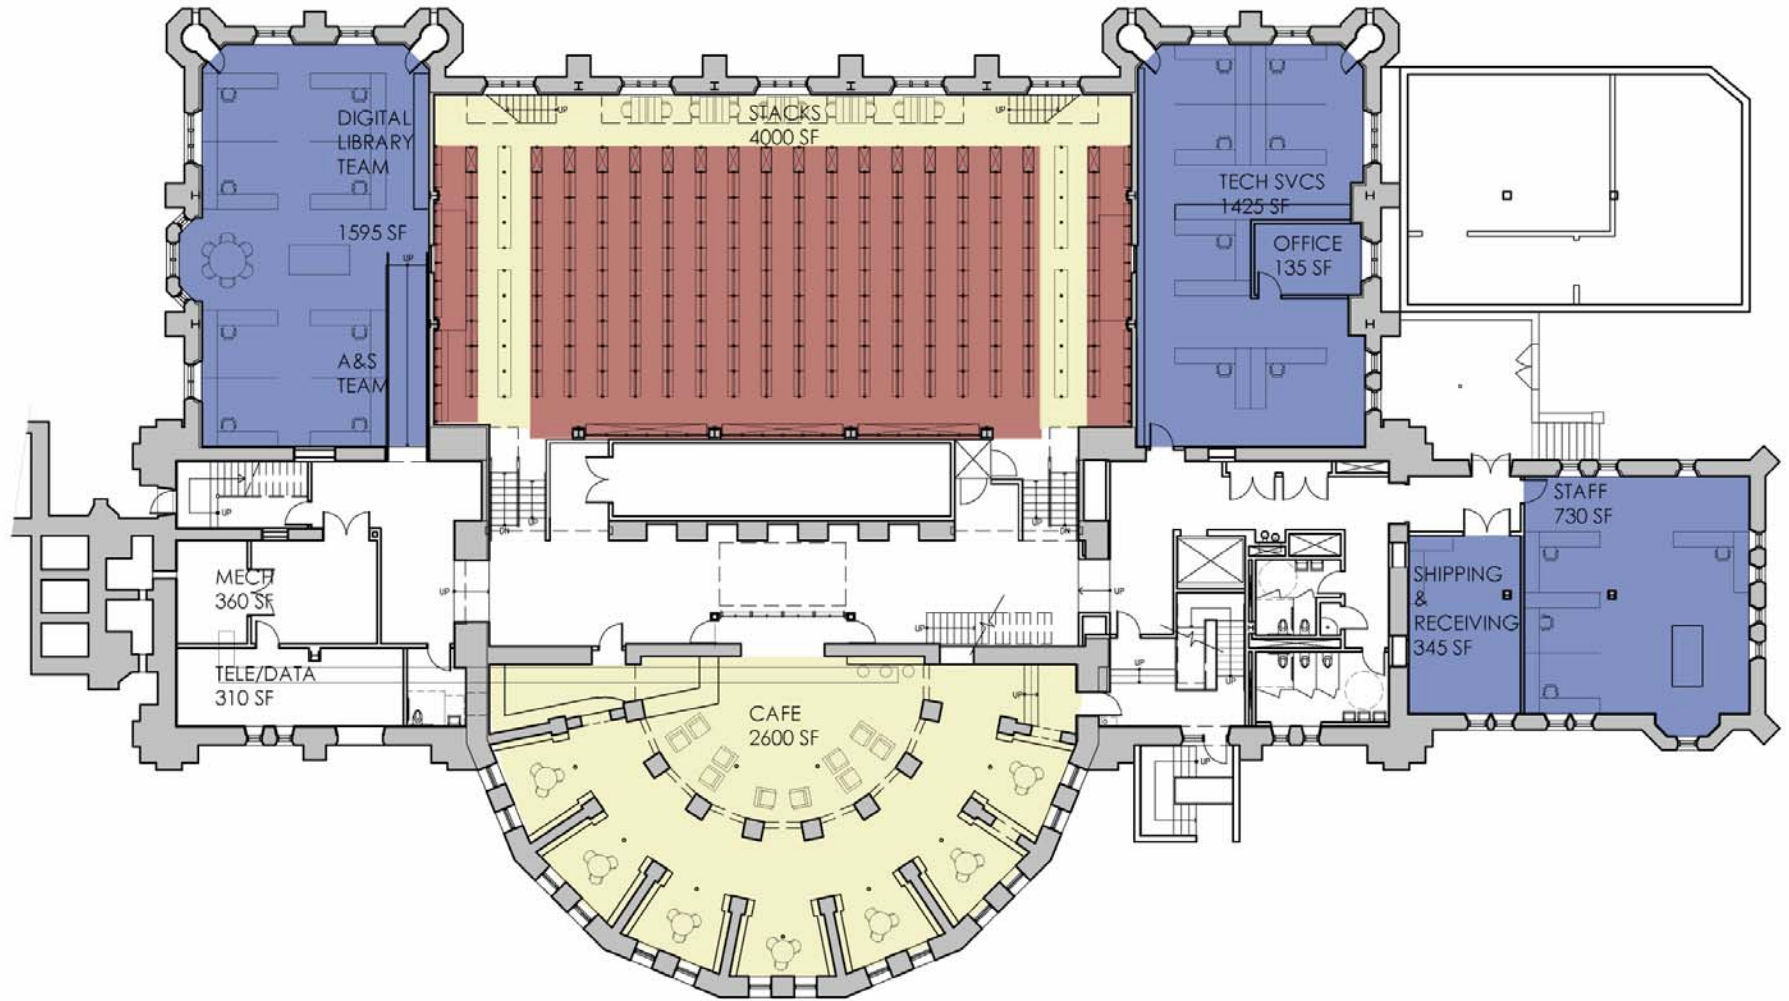 DIGITAL
LIBRARY
TEAM
1595 SF
UP
A&S
TEAM
UP
STACKS
4000 SF
UP
TECH SVCS
1425 SF
OFFICE
135 SF
UP
DN
UP
UP
DN
MECH
360 SF
UP
UP
UP
TELE/DATA
310 SF
CAFE
2600 SF
UP
UP
UP
UP
STAFF
730 SF
SHIPPING
&
RECEIVING
345 SF